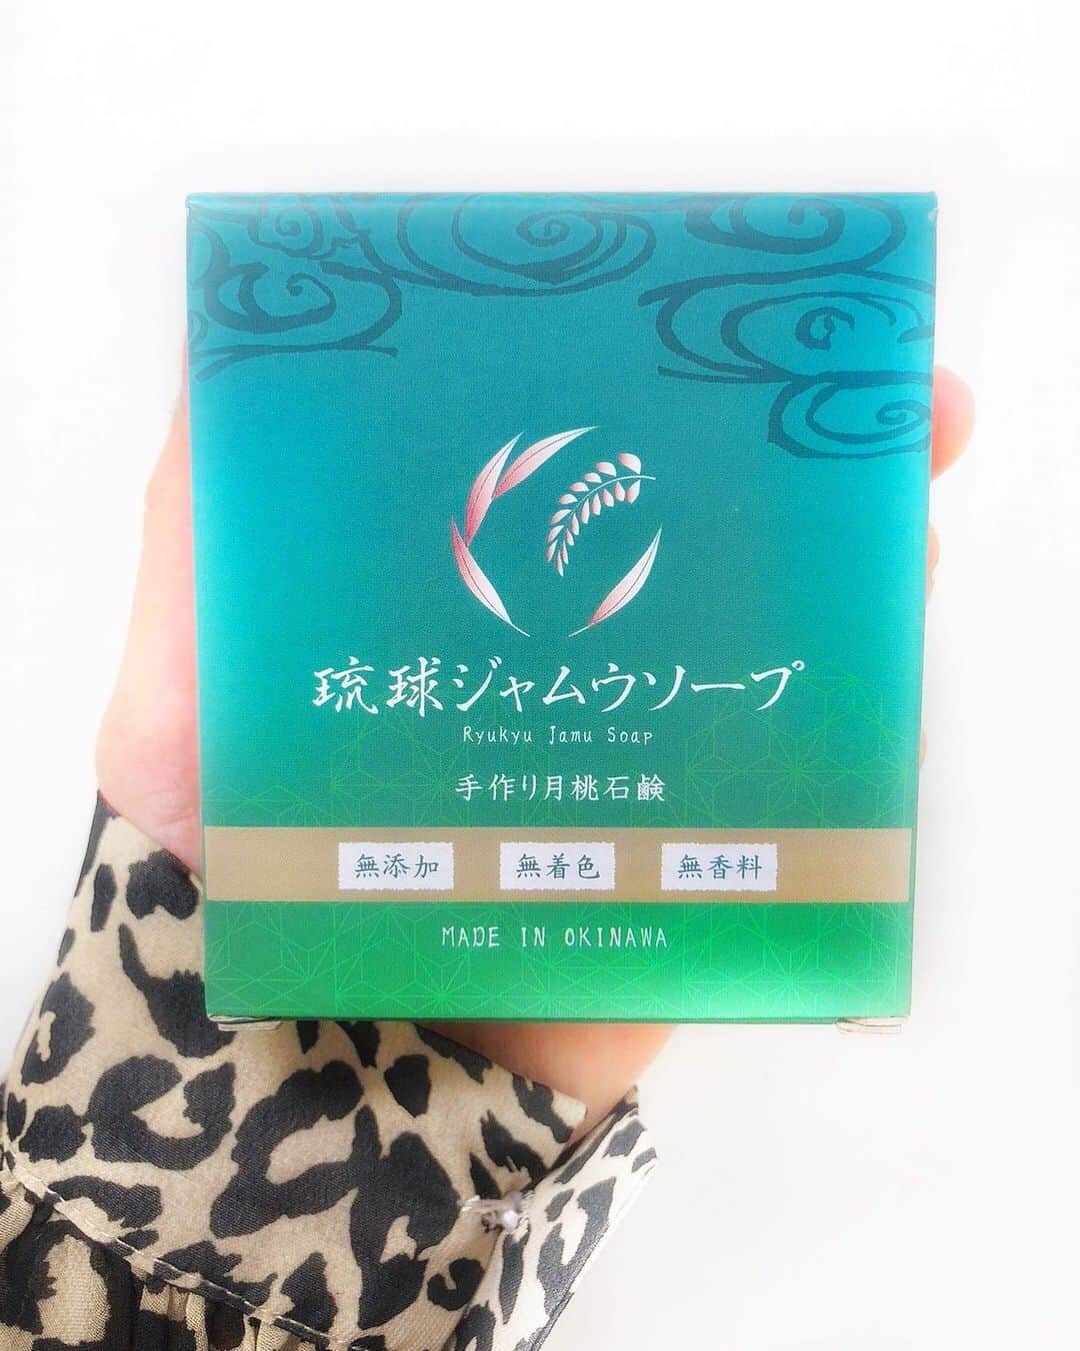 琉球ジャムウソープ
Ryukyu Jamu Soap
手作り月桃石鹸
無添加 無着色 無香料
MADE IN OKINAWA